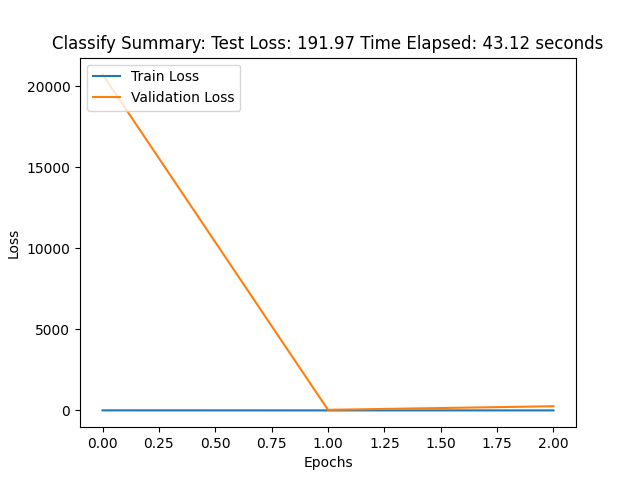 Classify Summary: Test Loss: 191.97 Time Elapsed: 43.12 seconds
Train Loss
Validation Loss
20000
15000
10000
5000
0
Loss
0.00 0.25 0.50 0.75 1.00 1.25 1.50 1.75 2.00
Epochs